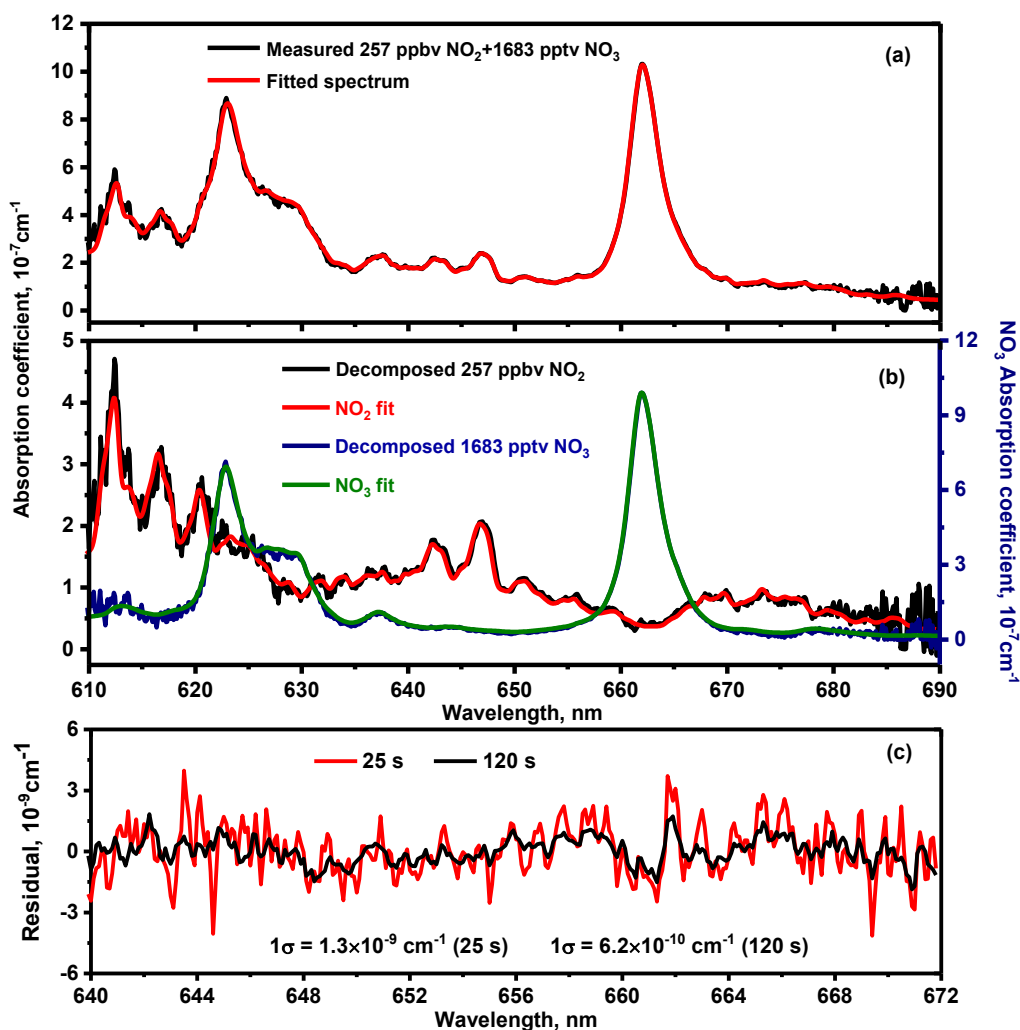 12
10
8
6
4
2
0
Measured 257 ppbv NO₂+1683 pptv NO₃
Fitted spectrum
(a)
Absorption coefficient, 10⁻⁷cm⁻¹
5
4
3
2
1
0
Decomposed 257 ppbv NO₂
NO₂ fit
Decomposed 1683 pptv NO₃
NO₃ fit
(b)
12
9
6
3
0
NO₃ Absorption coefficient, 10⁻⁷cm⁻¹
610 620 630 640 650 660 670 680 690
Wavelength, nm
6
3
0
-3
-6
Residual, 10⁻⁹cm⁻¹
25 s 120 s
(c)
1σ = 1.3×10⁻⁹ cm⁻¹ (25 s) 1σ = 6.2×10⁻¹⁰ cm⁻¹ (120 s)
640 644 648 652 656 660 664 668 672
Wavelength, nm